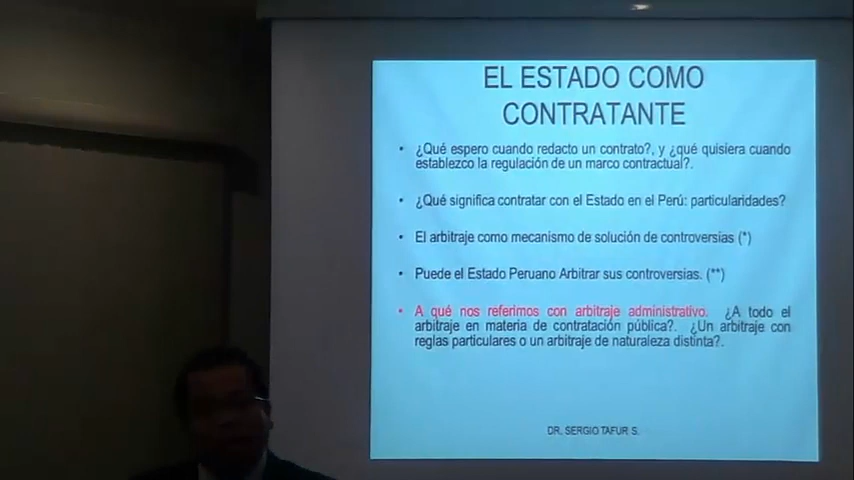 EL ESTADO COMO
CONTRATANTE
• ¿Qué espero cuando redacto un contrato?, y ¿qué quisiera cuando
establezco la regulación de un marco contractual?.
• ¿Qué significa contratar con el Estado en el Perú: particularidades?
• El arbitraje como mecanismo de solución de controversias (*)
• Puede el Estado Peruano Arbitrar sus controversias. (**)
• A qué nos referimos con arbitraje administrativo. ¿A todo el
arbitraje en materia de contratación pública?. ¿Un arbitraje con
reglas particulares o un arbitraje de naturaleza distinta?.
DR. SERGIO TAFUR S.